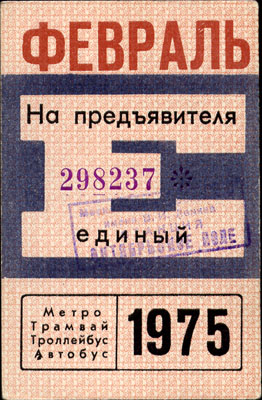 ФЕВРАЛЬ
Е
На предъявителя
298237 *
единый
Метро
Трамвай
Троллейбус
Автобус
1975